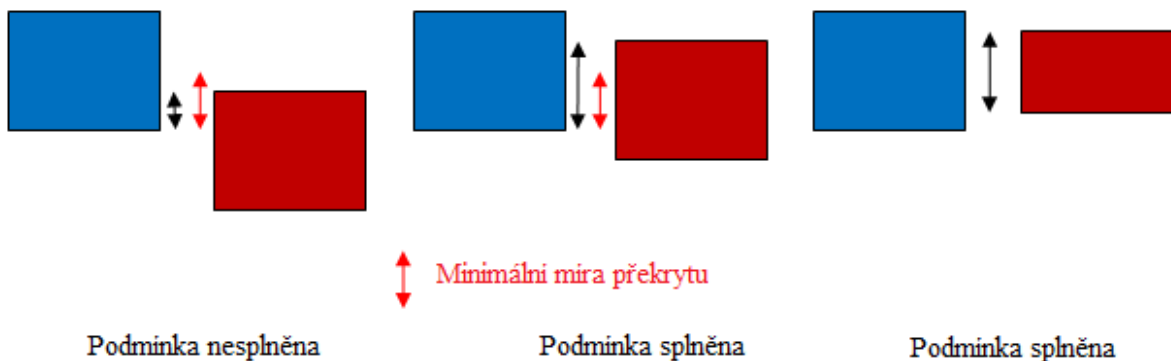 Minimální míra překrytu
Podmínka nesplněna
Podmínka splněna
Podmínka splněna